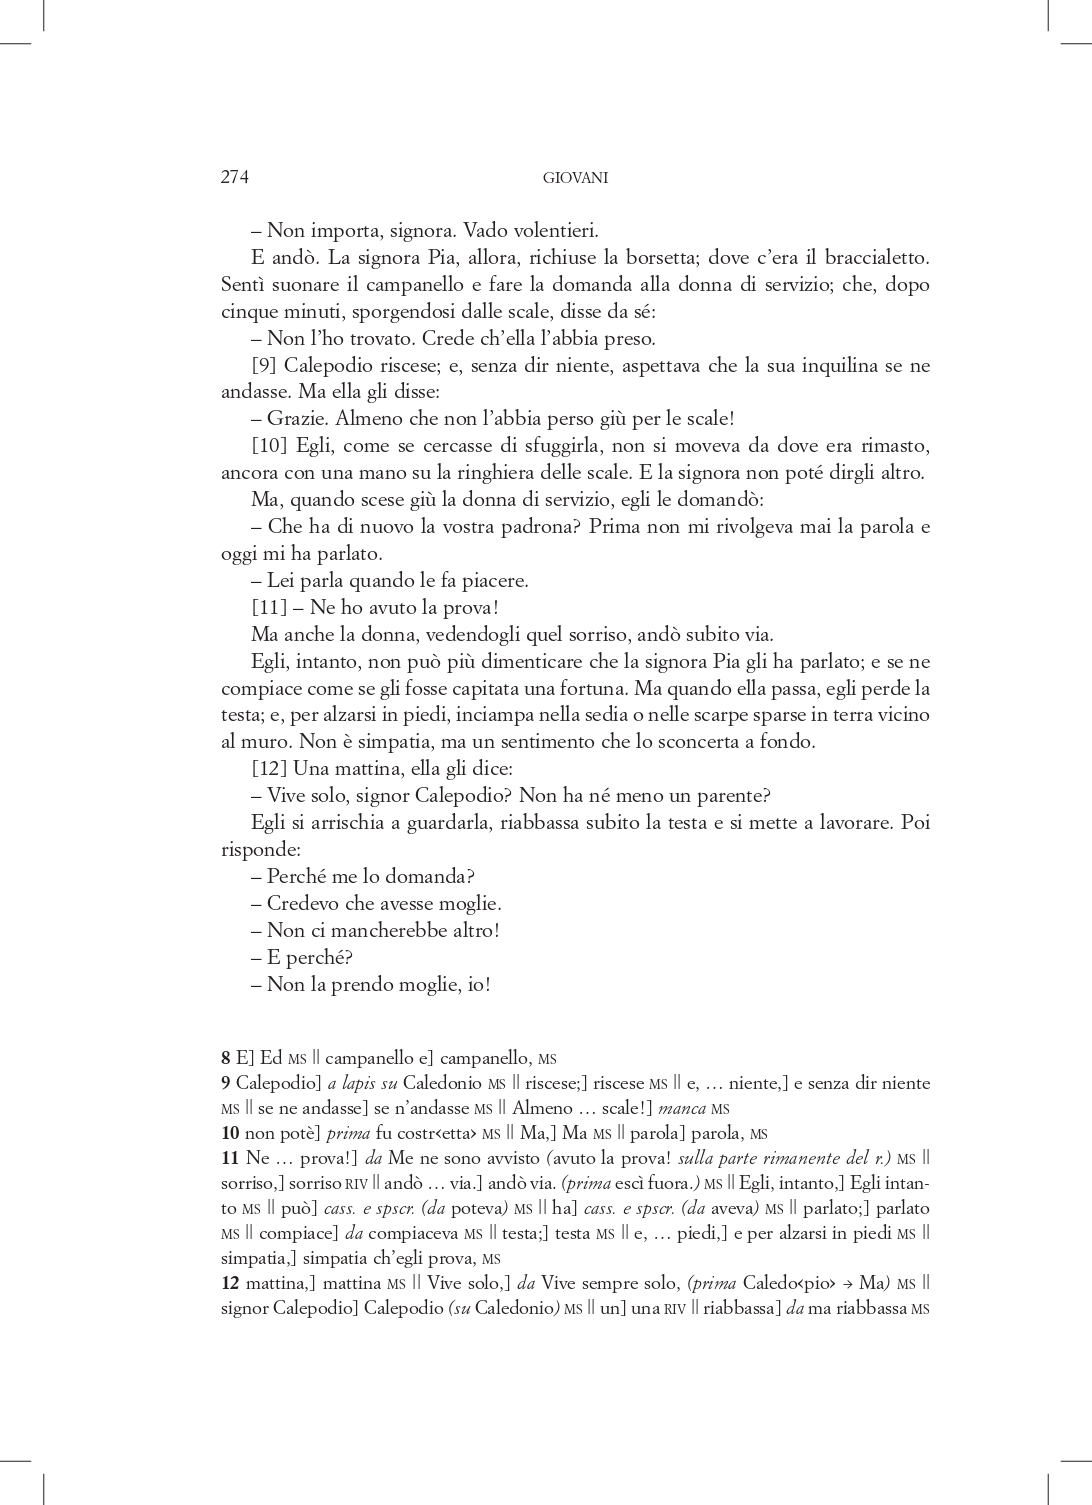 274
GIOVANI
– Non importa, signora. Vado volentieri.
E andò. La signora Pia, allora, richiuse la borsetta; dove c’era il braccialetto.
Sentì suonare il campanello e fare la domanda alla donna di servizio; che, dopo
cinque minuti, sporgendosi dalle scale, disse da sé:
– Non l’ho trovato. Crede ch’ella l’abbia preso.
[9] Calepodio riscese; e, senza dir niente, aspettava che la sua inquilina se ne
andasse. Ma ella gli disse:
– Grazie. Almeno che non l’abbia perso giù per le scale!
[10] Egli, come se cercasse di sfuggirla, non si moveva da dove era rimasto,
ancora con una mano su la ringhiera delle scale. E la signora non poté dirgli altro.
Ma, quando scese giù la donna di servizio, egli le domandò:
– Che ha di nuovo la vostra padrona? Prima non mi rivolgeva mai la parola e
oggi mi ha parlato.
– Lei parla quando le fa piacere.
[11] – Ne ho avuto la prova!
Ma anche la donna, vedendogli quel sorriso, andò subito via.
Egli, intanto, non può più dimenticare che la signora Pia gli ha parlato; e se ne
compiace come se gli fosse capitata una fortuna. Ma quando ella passa, egli perde la
testa; e, per alzarsi in piedi, inciampa nella sedia o nelle scarpe sparse in terra vicino
al muro. Non è simpatia, ma un sentimento che lo sconcerta a fondo.
[12] Una mattina, ella gli dice:
– Vive solo, signor Calepodio? Non ha né meno un parente?
Egli si arrischia a guardarla, riabbassa subito la testa e si mette a lavorare. Poi
risponde:
– Perché me lo domanda?
– Credevo che avesse moglie.
– Non ci mancherebbe altro!
– E perché?
– Non la prendo moglie, io!
8 E] Ed MS || campanello e] campanello, MS
9 Calepodio] a lapis su Caledonio MS || riscese;] riscese MS || e, … niente,] e senza dir niente
MS || se ne andasse] se n’andasse MS || Almeno … scale!] manca MS
10 non potè] prima fu costr‹etta› MS || Ma,] Ma MS || parola] parola, MS
11 Ne … prova!] da Me ne sono avvisto (avuto la prova! sulla parte rimanente del r.) MS ||
sorriso,] sorriso RIV || andò … via.] andò via. (prima escì fuora.) MS || Egli, intanto,] Egli intan-
to MS || può] cass. e spscr. (da poteva) MS || ha] cass. e spscr. (da aveva) MS || parlato;] parlato
MS || compiace] da compiaceva MS || testa;] testa MS || e, … piedi,] e per alzarsi in piedi MS ||
simpatia,] simpatia ch’egli prova, MS
12 mattina,] mattina MS || Vive solo,] da Vive sempre solo, (prima Caledo‹pio› → Ma) MS ||
signor Calepodio] Calepodio (su Caledonio) MS || un] una RIV || riabbassa] da ma riabbassa MS